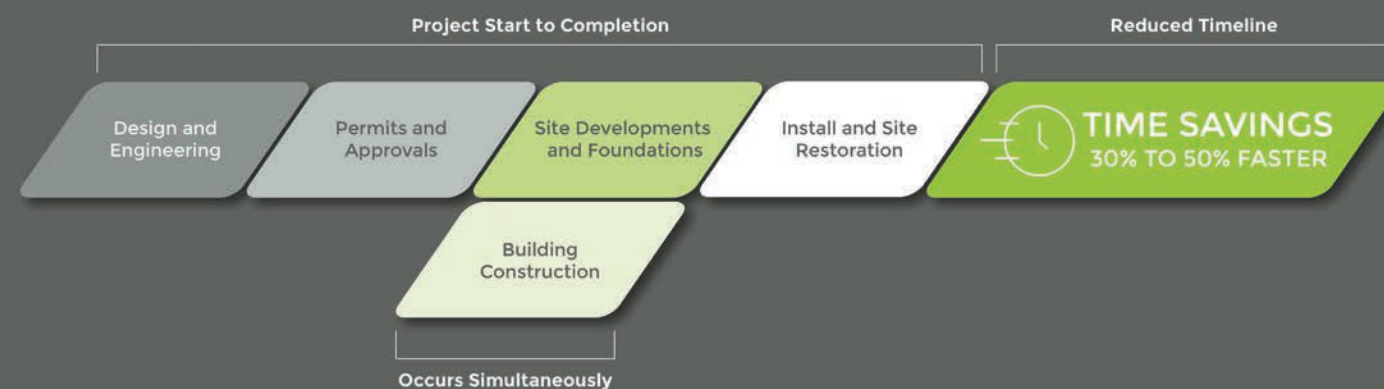 Project Start to Completion
Reduced Timeline
Design and
Engineering
Permits and
Approvals
Site Developments
and Foundations
Install and Site
Restoration
TIME SAVINGS
30% TO 50% FASTER
Building
Construction
Occurs Simultaneously